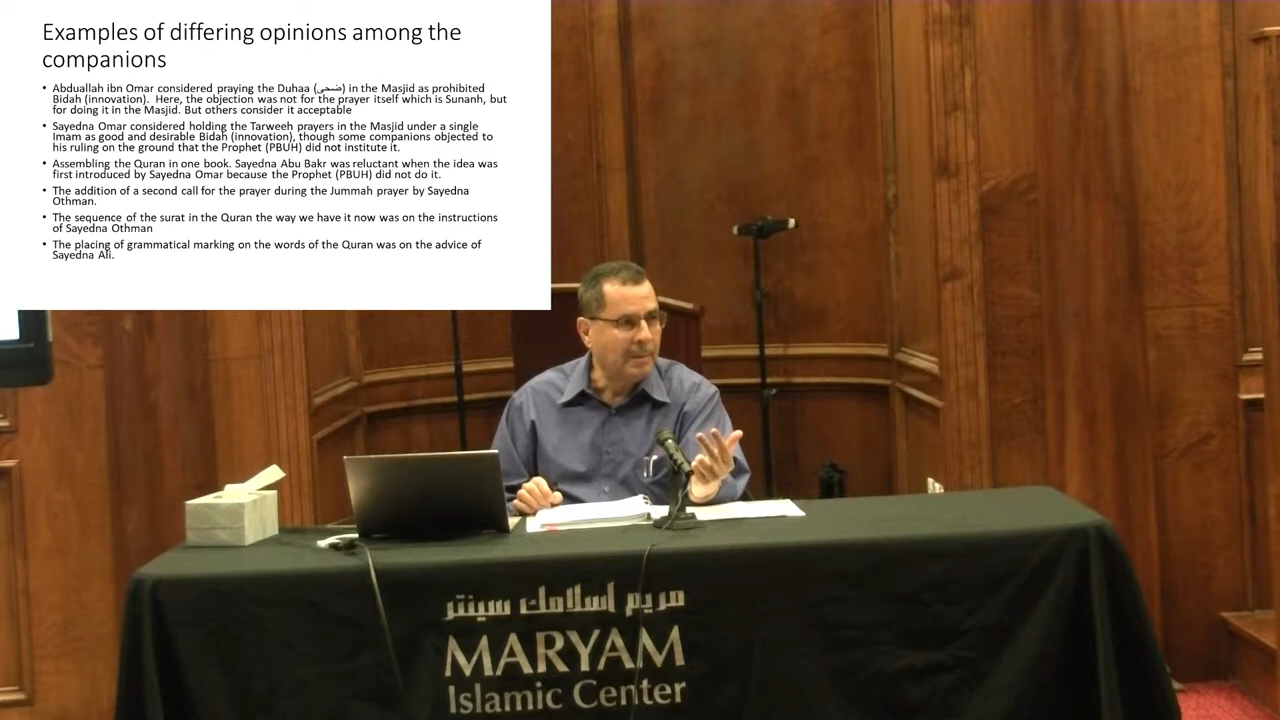 Examples of differing opinions among the
companions
• Abduallah ibn Omar considered praying the Duhaa (ضحى) in the Masjid as prohibited
Bidah (innovation). Here, the objection was not for the prayer itself which is Sunanh, but
for doing it in the Masjid. But others consider it acceptable
• Sayedna Omar considered holding the Tarweeh prayers in the Masjid under a single
Imam as good and desirable Bidah (innovation), though some companions objected to
his ruling on the ground that the Prophet (PBUH) did not institute it.
• Assembling the Quran in one book. Sayedna Abu Bakr was reluctant when the idea was
first introduced by Sayedna Omar because the Prophet (PBUH) did not do it.
• The addition of a second call for the prayer during the Jummah prayer by Sayedna
Othman.
• The sequence of the surat in the Quran the way we have it now was on the instructions
of Sayedna Othman
• The placing of grammatical marking on the words of the Quran was on the advice of
Sayedna Ali.
مريم اسلامك سينتر
MARYAM
Islamic Center